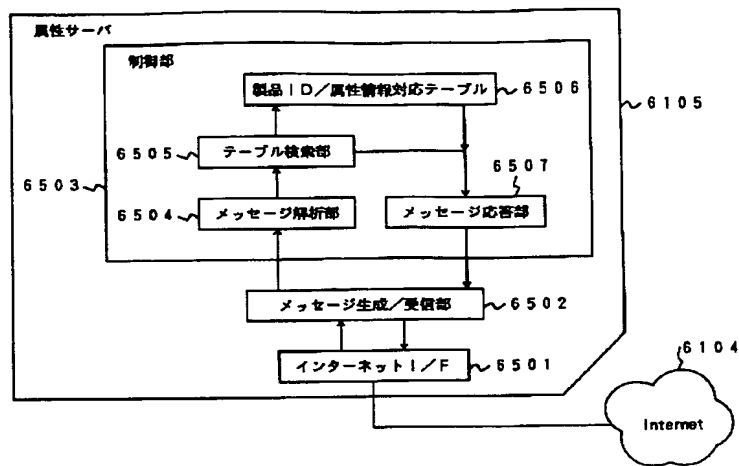 属性サーバ
制御部
製品ID/属性情報対応テーブル
6506
6105
6505
テーブル検索部
6507
6503
6504
メッセージ解析部
メッセージ応答部
メッセージ生成/受信部
6502
6104
インターネットI/F
6501
Internet